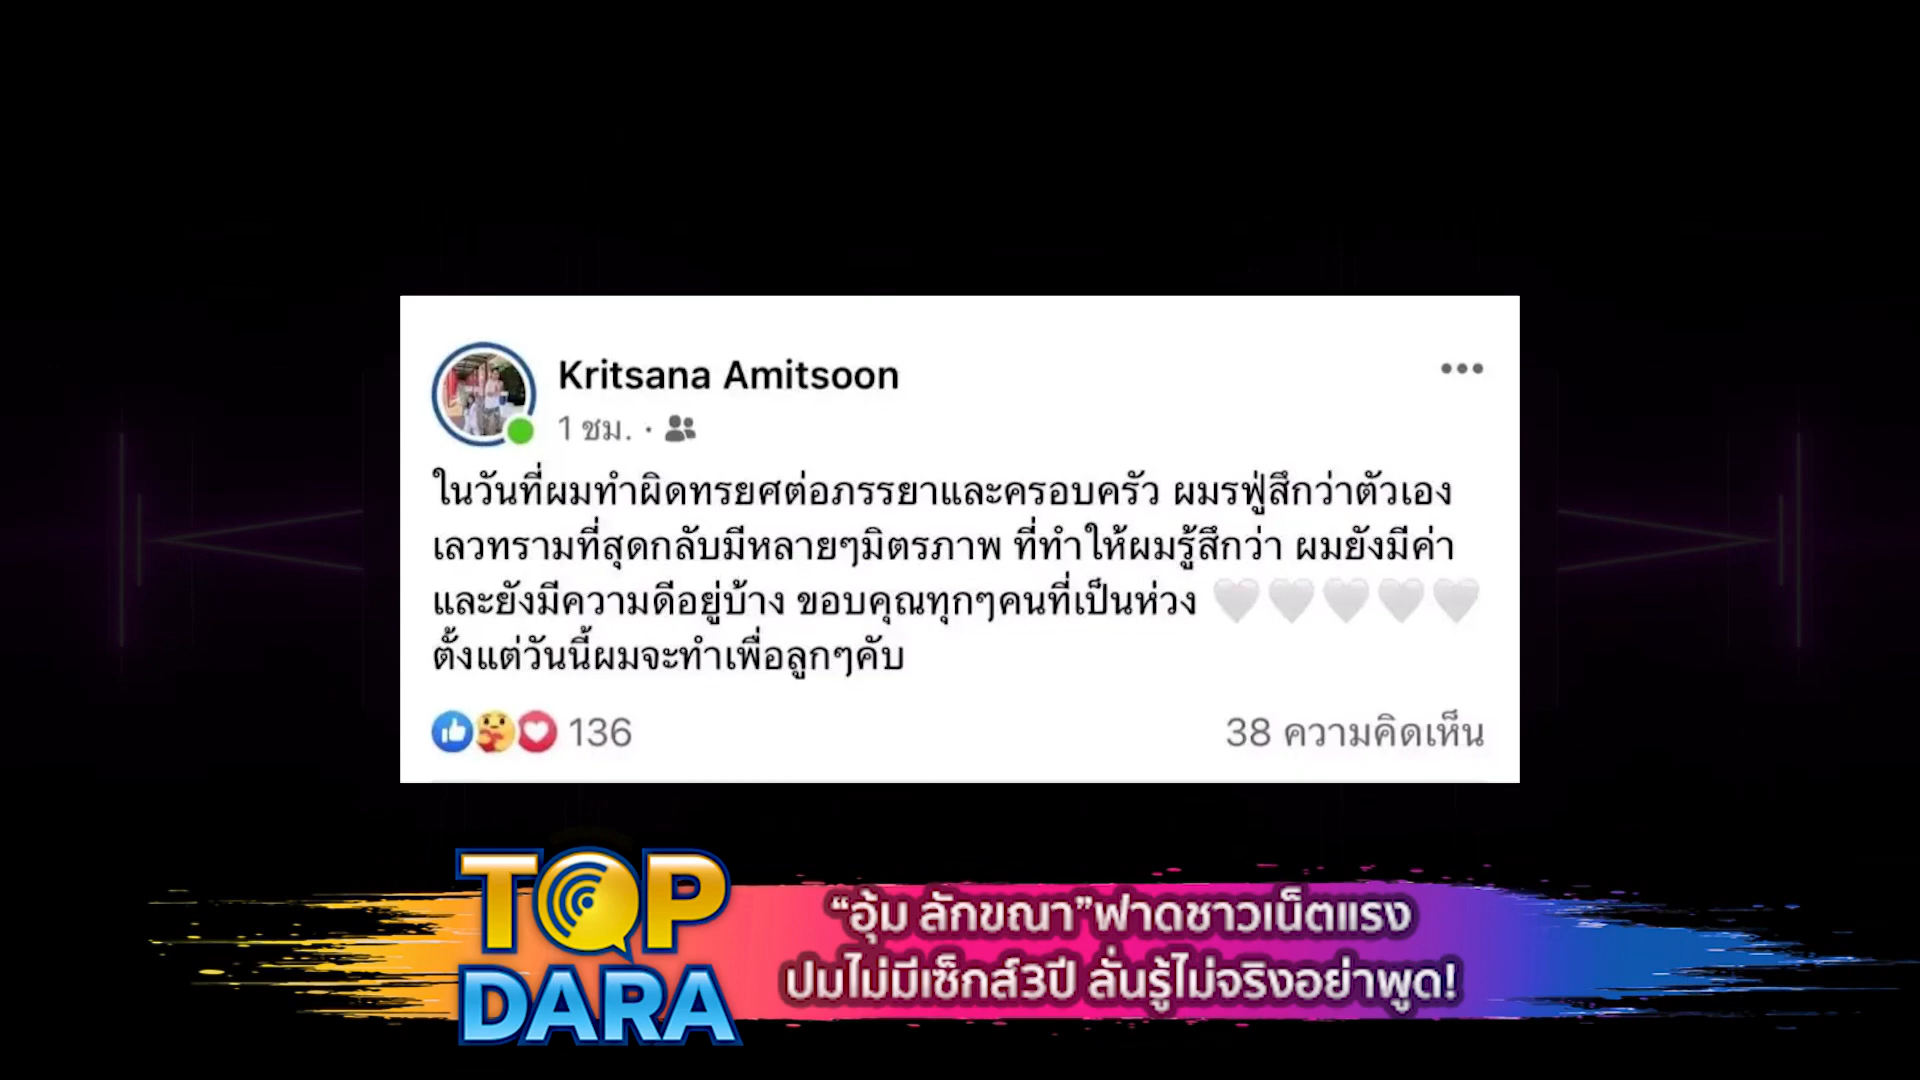 Kritsana Amitsoon
1 ชม. ·
ในวันที่ผมทำผิดทรยศต่อภรรยาและครอบครัว ผมรฟู่สึกว่าตัวเอง
เลวทรามที่สุดกลับมีหลายๆมิตรภาพ ที่ทำให้ผมรู้สึกว่า ผมยังมีค่า
และยังมีความดีอยู่บ้าง ขอบคุณทุกๆคนที่เป็นห่วง 🤍🤍🤍🤍🤍
ตั้งแต่วันนี้ผมจะทำเพื่อลูกๆคับ
136
38 ความคิดเห็น
TOP
DARA
“อุ้ม ลักขณา”ฟาดชาวเน็ตแรง
ปมไม่มีเซ็กส์3ปี ลั่นรู้ไม่จริงอย่าพูด!